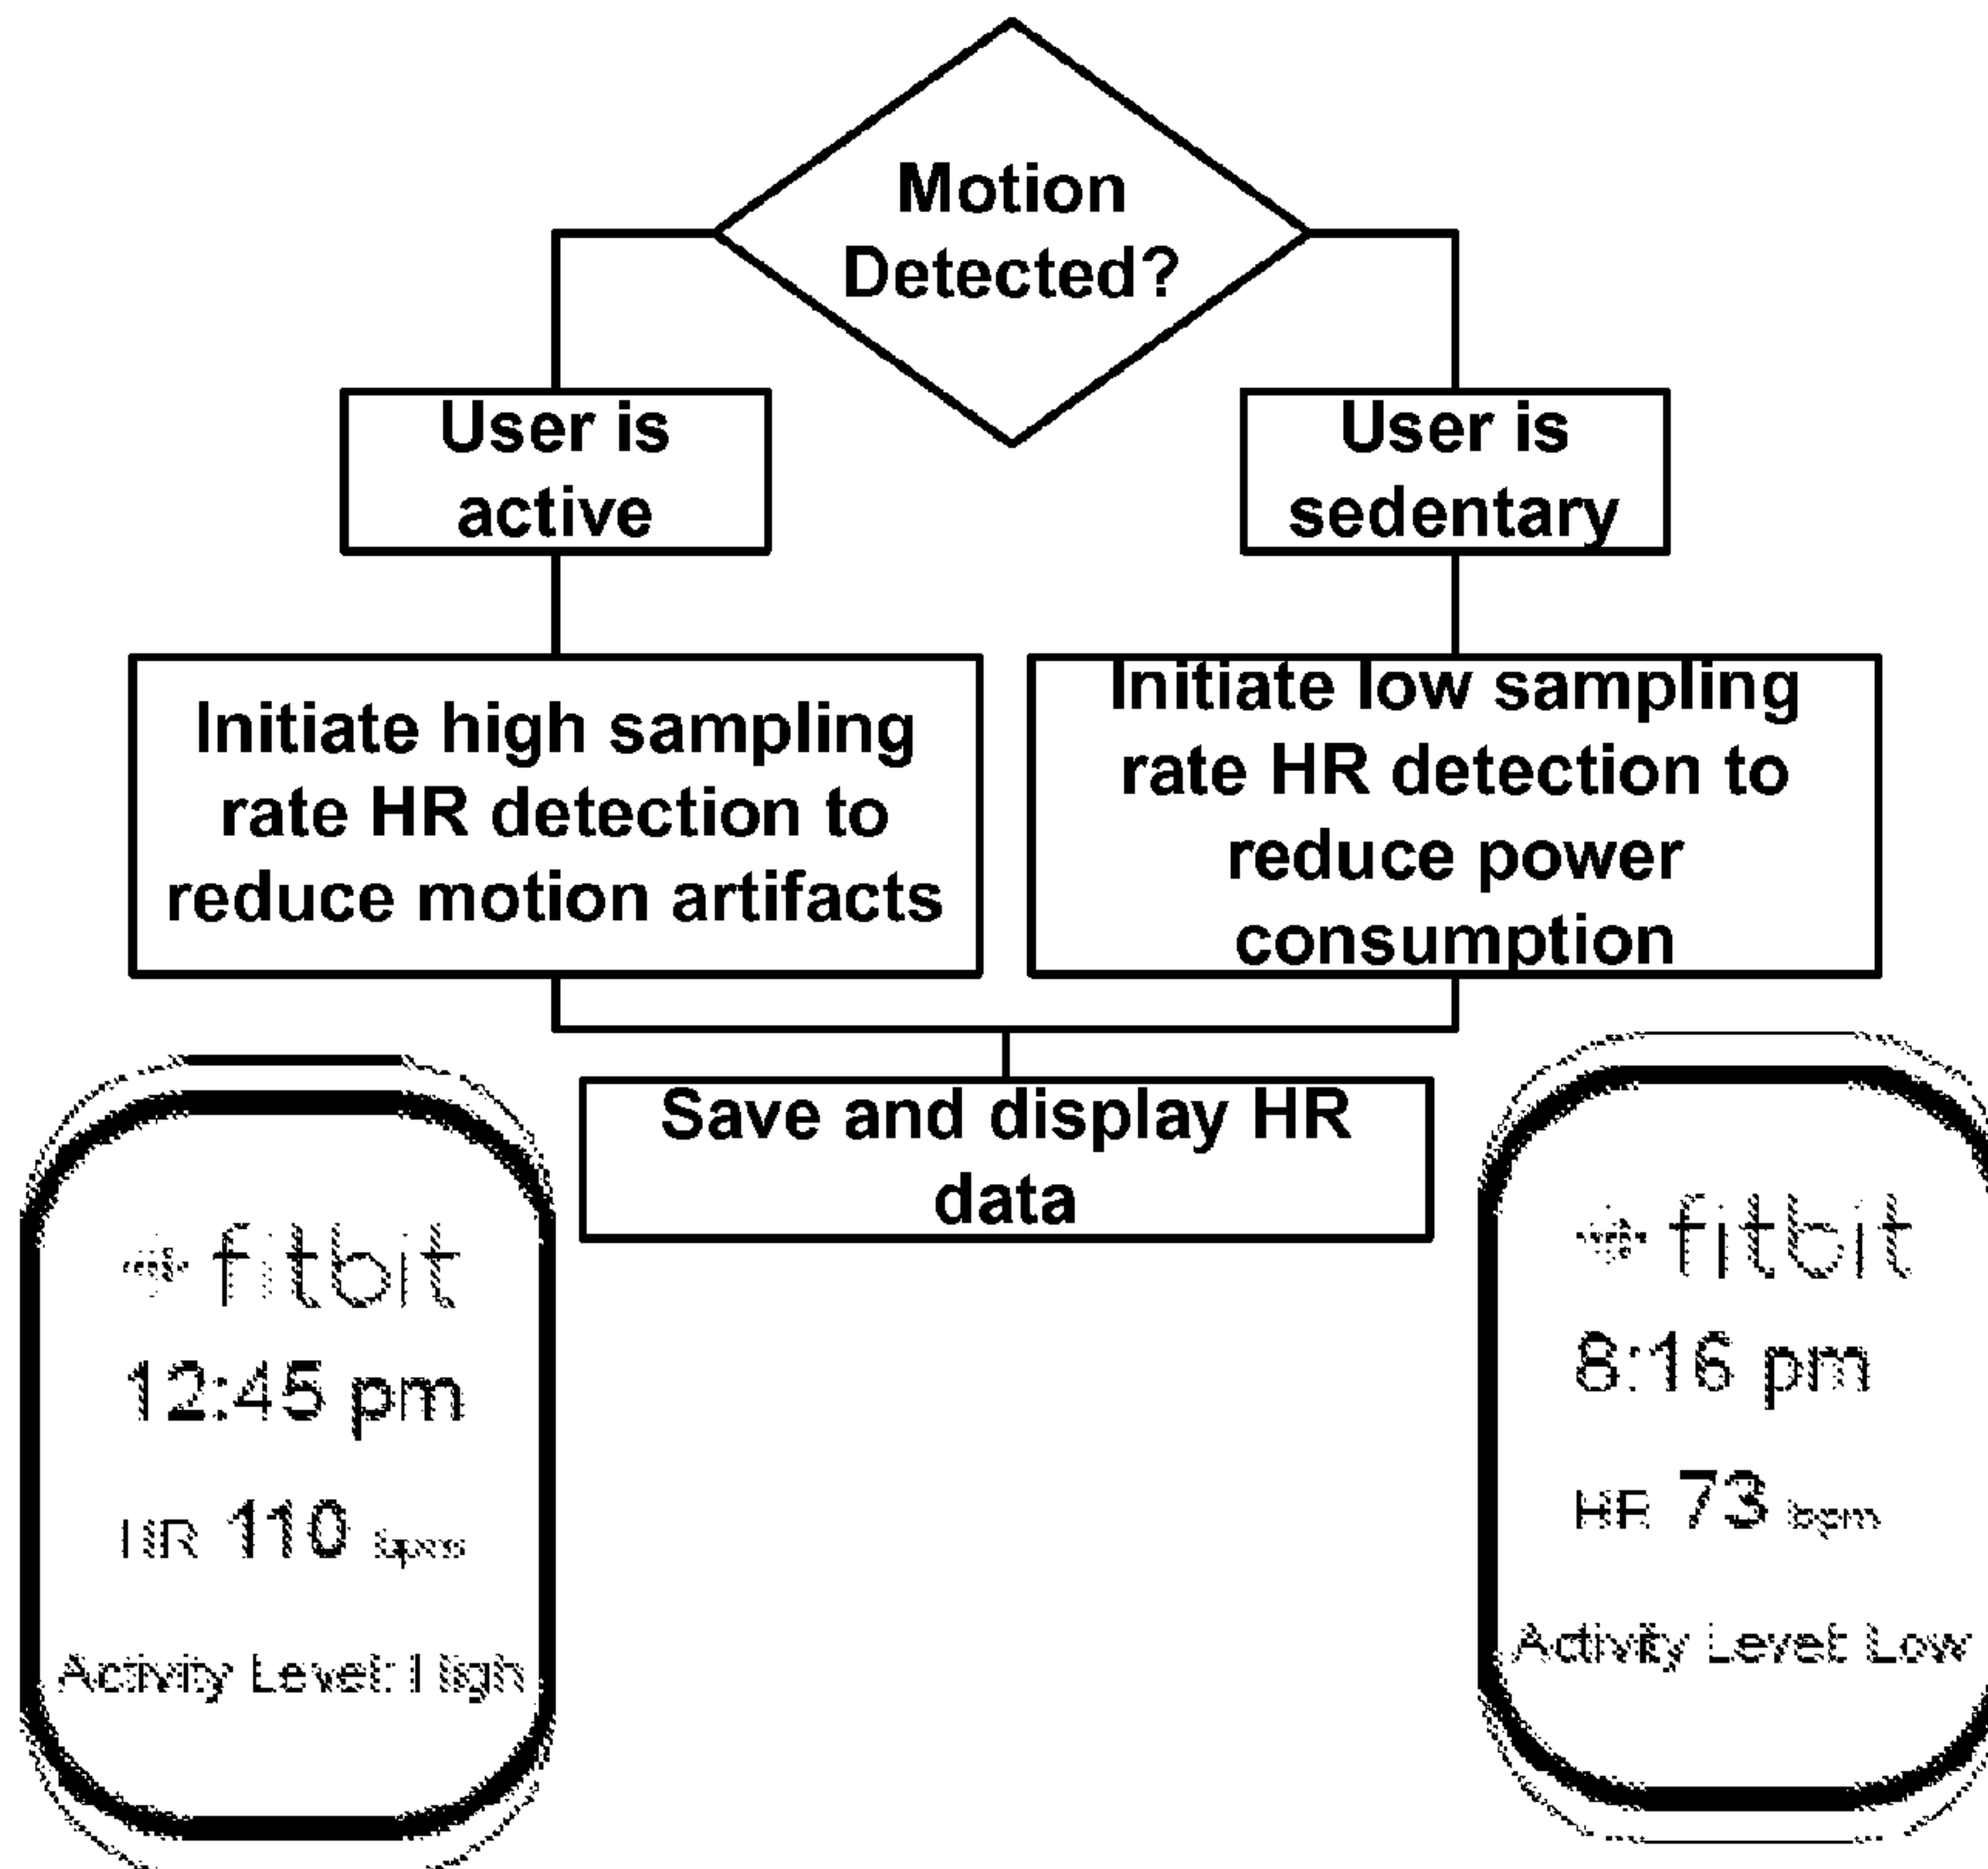 Motion
Detected?
User is
active
User is
sedentary
Initiate high sampling
rate HR detection to
reduce motion artifacts
Initiate low sampling
rate HR detection to
reduce power
consumption
Save and display HR
data
fitbit
12:45 pm
HR 110 bpm
Activity Level: High
fitbit
8:16 pm
HR 73 bpm
Activity Level: Low